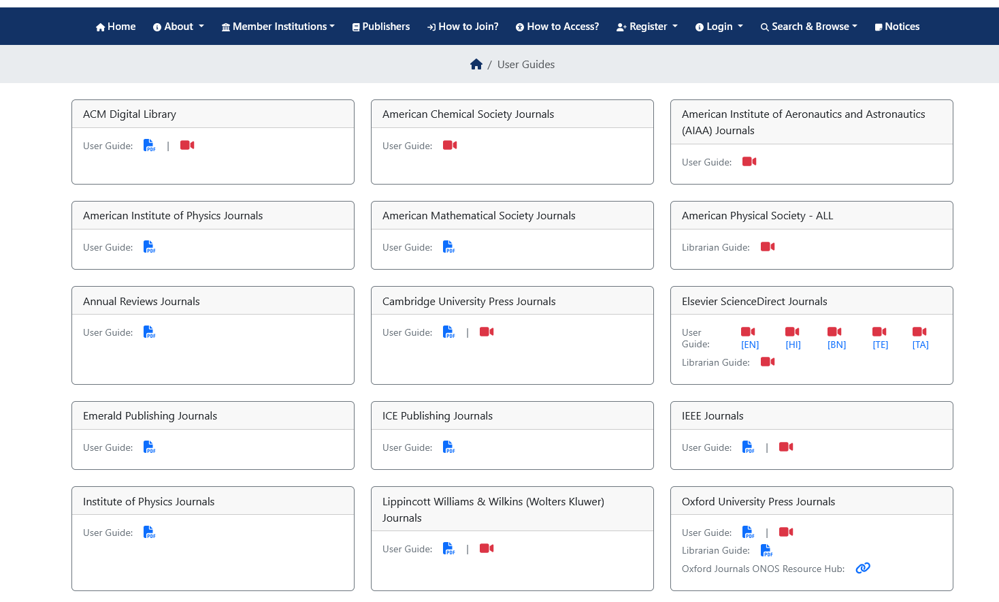 Home About Member Institutions Publishers How to Join? How to Access? Register Login Search & Browse Notices
/ User Guides
ACM Digital Library
User Guide: PDF |
American Chemical Society Journals
User Guide:
American Institute of Aeronautics and Astronautics
(AIAA) Journals
User Guide:
American Institute of Physics Journals
User Guide: PDF
American Mathematical Society Journals
User Guide: PDF
American Physical Society - ALL
Librarian Guide:
Annual Reviews Journals
User Guide: PDF
Cambridge University Press Journals
User Guide: PDF |
Elsevier ScienceDirect Journals
User
Guide: [EN] [HI] [BN] [TE] [TA]
Librarian Guide:
Emerald Publishing Journals
User Guide: PDF
ICE Publishing Journals
User Guide: PDF
IEEE Journals
User Guide: PDF |
Institute of Physics Journals
User Guide: PDF
Lippincott Williams & Wilkins (Wolters Kluwer)
Journals
User Guide: PDF |
Oxford University Press Journals
User Guide: PDF |
Librarian Guide: PDF
Oxford Journals ONOS Resource Hub: